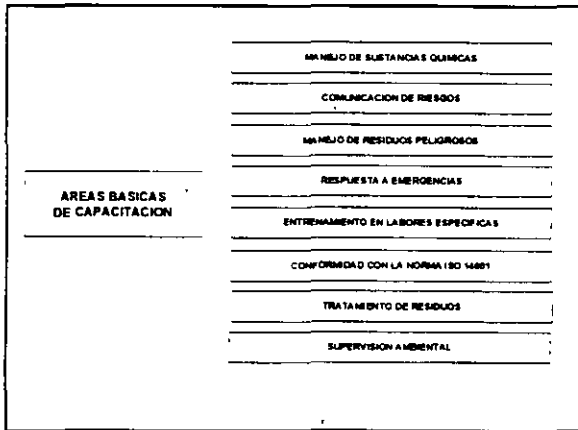 MANEJO DE SUSTANCIAS QUIMICAS
COMUNICACION DE RIESGOS
MANEJO DE RESIDUOS PELIGROSOS
RESPUESTA A EMERGENCIAS
AREAS BASICAS
DE CAPACITACION
ENTRENAMIENTO EN LABORES ESPECIFICAS
CONFORMIDAD CON LA NORMA ISO 14001
TRATAMIENTO DE RESIDUOS
SUPERVISION AMBIENTAL